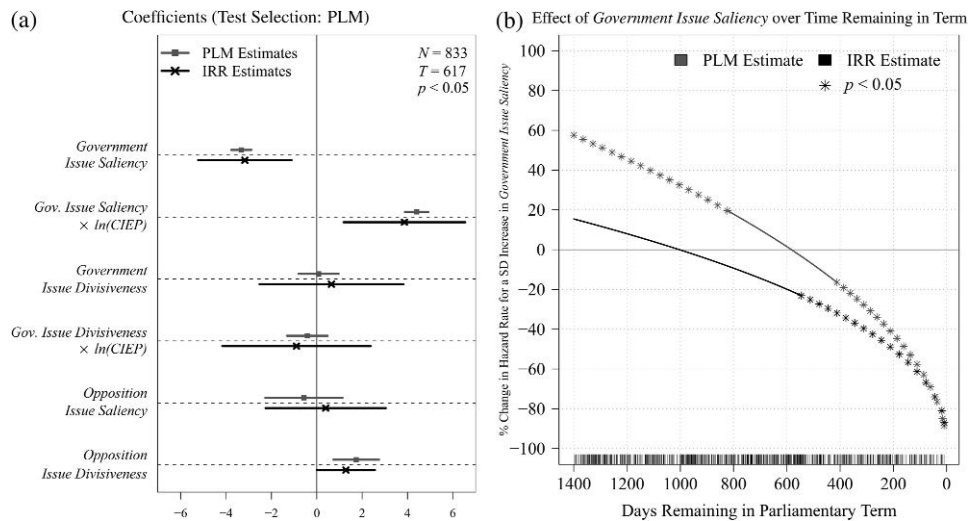 (a)
Coefficients (Test Selection: PLM)
PLM Estimates
IRR Estimates
N = 833
T = 617
p < 0.05
Government
Issue Saliency
Gov. Issue Saliency
× ln(CIEP)
Government
Issue Divisiveness
Gov. Issue Divisiveness
× ln(CIEP)
Opposition
Issue Saliency
Opposition
Issue Divisiveness
−6 −4 −2 0 2 4 6
(b)
Effect of Government Issue Saliency over Time Remaining in Term
PLM Estimate
IRR Estimate
p < 0.05
% Change in Hazard Rate for a SD Increase in Government Issue Saliency
100
80
60
40
20
0
−20
−40
−60
−80
−100
1400 1200 1000 800 600 400 200 0
Days Remaining in Parliamentary Term